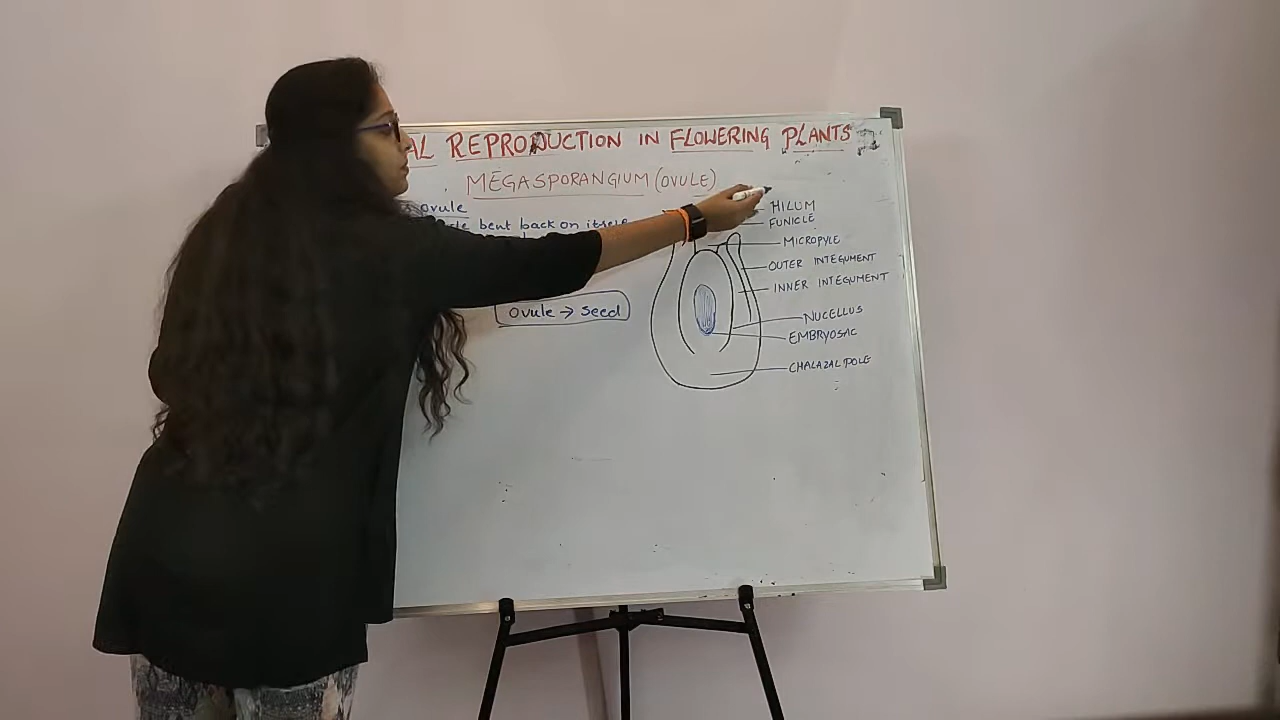 AL REPRODUCTION IN FLOWERING PLANTS
MEGASPORANGIUM (OVULE)
ovule
bent back on itself
Ovule → Seed
HILUM
FUNICLE
MICROPYLE
OUTER INTEGUMENT
INNER INTEGUMENT
NUCELLUS
EMBRYOSAC
CHALAZAL POLE